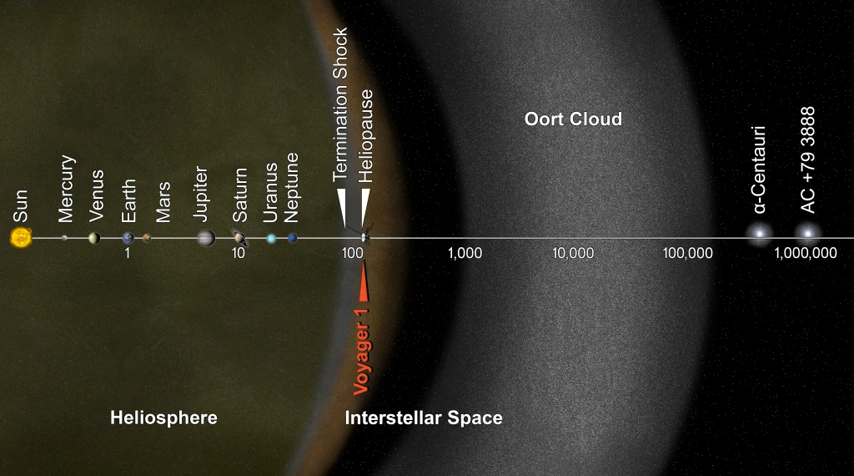 Sun
Mercury
Venus
Earth
Mars
Jupiter
Saturn
Uranus
Neptune
Termination Shock
Heliopause
Oort Cloud
α-Centauri
AC +79 3888
1
10
100
1,000
10,000
100,000
1,000,000
Voyager 1
Heliosphere
Interstellar Space